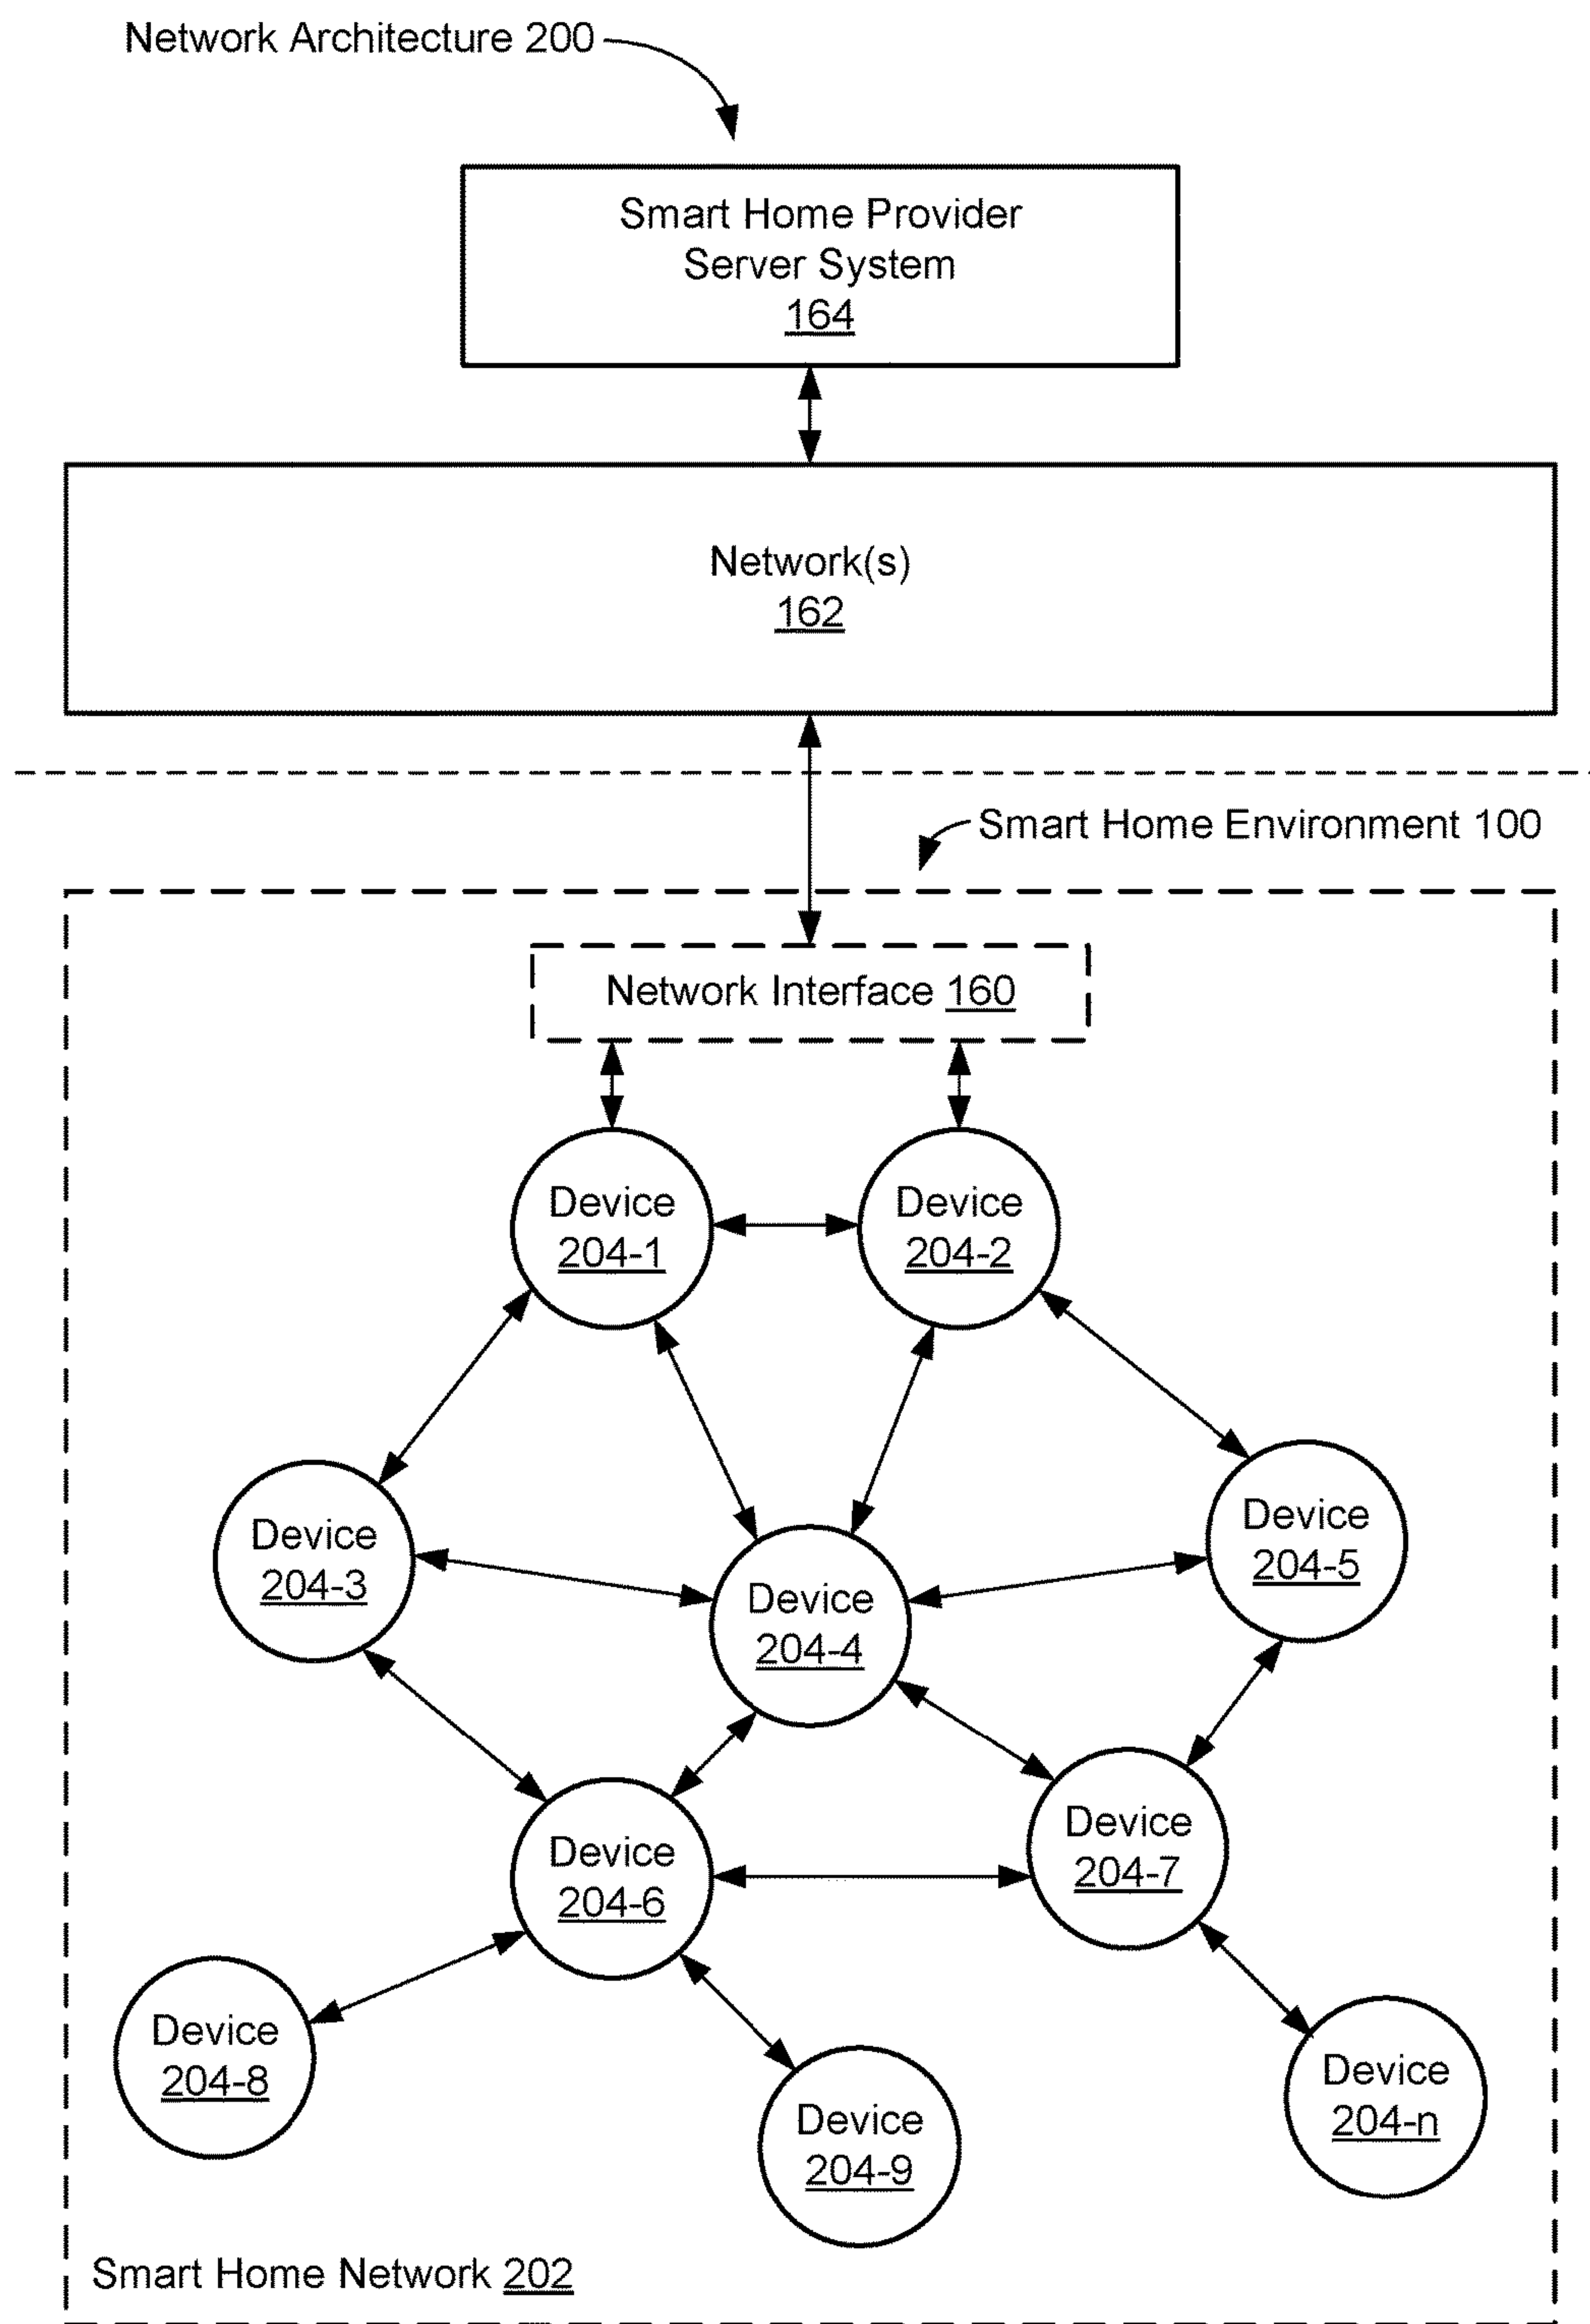 Network Architecture 200
Smart Home Provider
Server System
164
Network(s)
162
Smart Home Environment 100
Network Interface 160
Device
204-1
Device
204-2
Device
204-3
Device
204-4
Device
204-5
Device
204-6
Device
204-7
Device
204-8
Device
204-9
Device
204-n
Smart Home Network 202